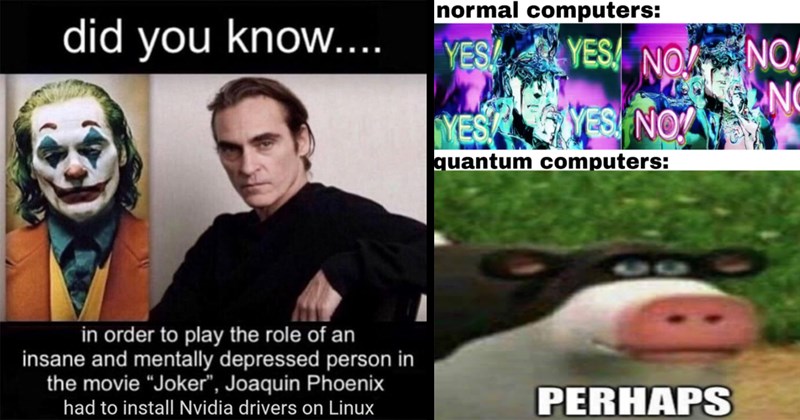 did you know....
in order to play the role of an
insane and mentally depressed person in
the movie “Joker”, Joaquin Phoenix
had to install Nvidia drivers on Linux
normal computers:
YES! YES!
YES! YES!
NO! NO!
NO! NO
quantum computers:
PERHAPS